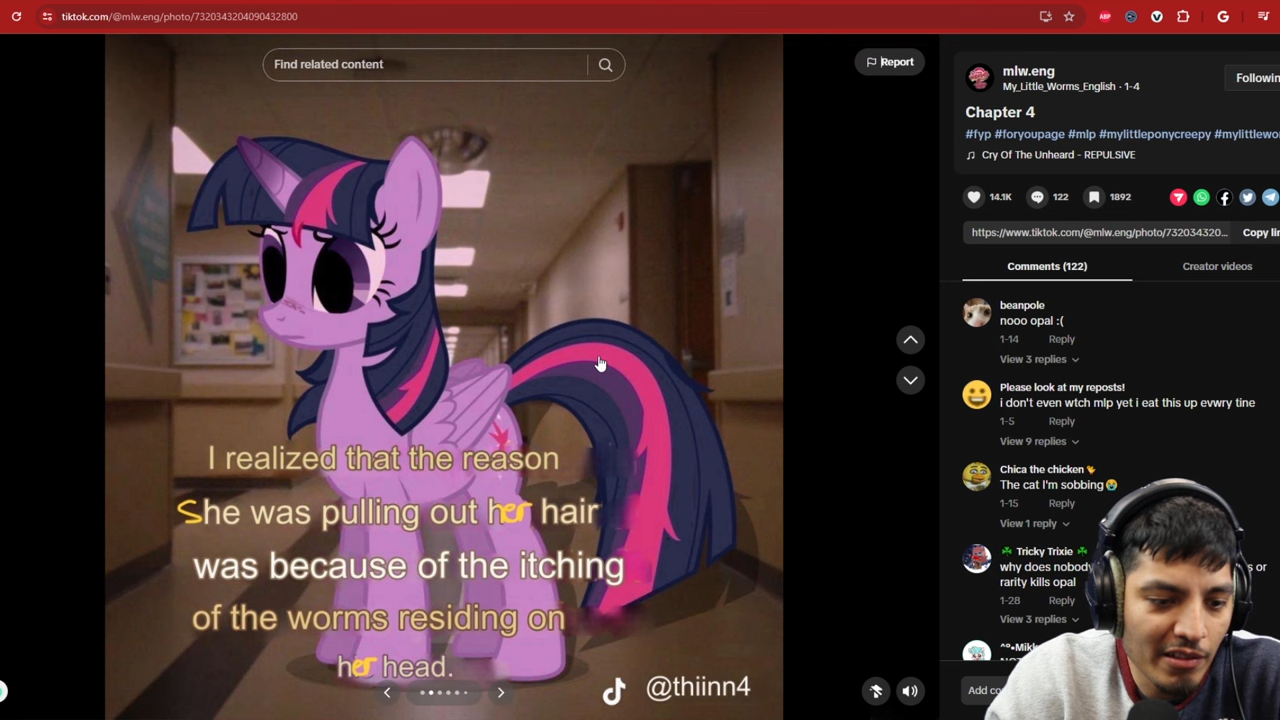 tiktok.com/@mlw.eng/photo/7320343204090432800
ABP
G
Find related content
Report
I realized that the reason
She was pulling out her hair
was because of the itching
of the worms residing on
her head.
@thiinn4
mlw.eng
My_Little_Worms_English · 1-4
Followin
Chapter 4
#fyp #foryoupage #mlp #mylittleponycreepy #mylittlewo
Cry Of The Unheard - REPULSIVE
14.1K 122 1892
https://www.tiktok.com/@mlw.eng/photo/732034320... Copy lin
Comments (122) Creator videos
beanpole
nooo opal :(
1-14 Reply
View 3 replies
Please look at my reposts!
i don't even wtch mlp yet i eat this up evwry tine
1-5 Reply
View 9 replies
Chica the chicken
The cat I'm sobbing😭
1-15 Reply
View 1 reply
☘ Tricky Trixie ☘
why does nobody s or
rarity kills opal
1-28 Reply
View 3 replies
Add co